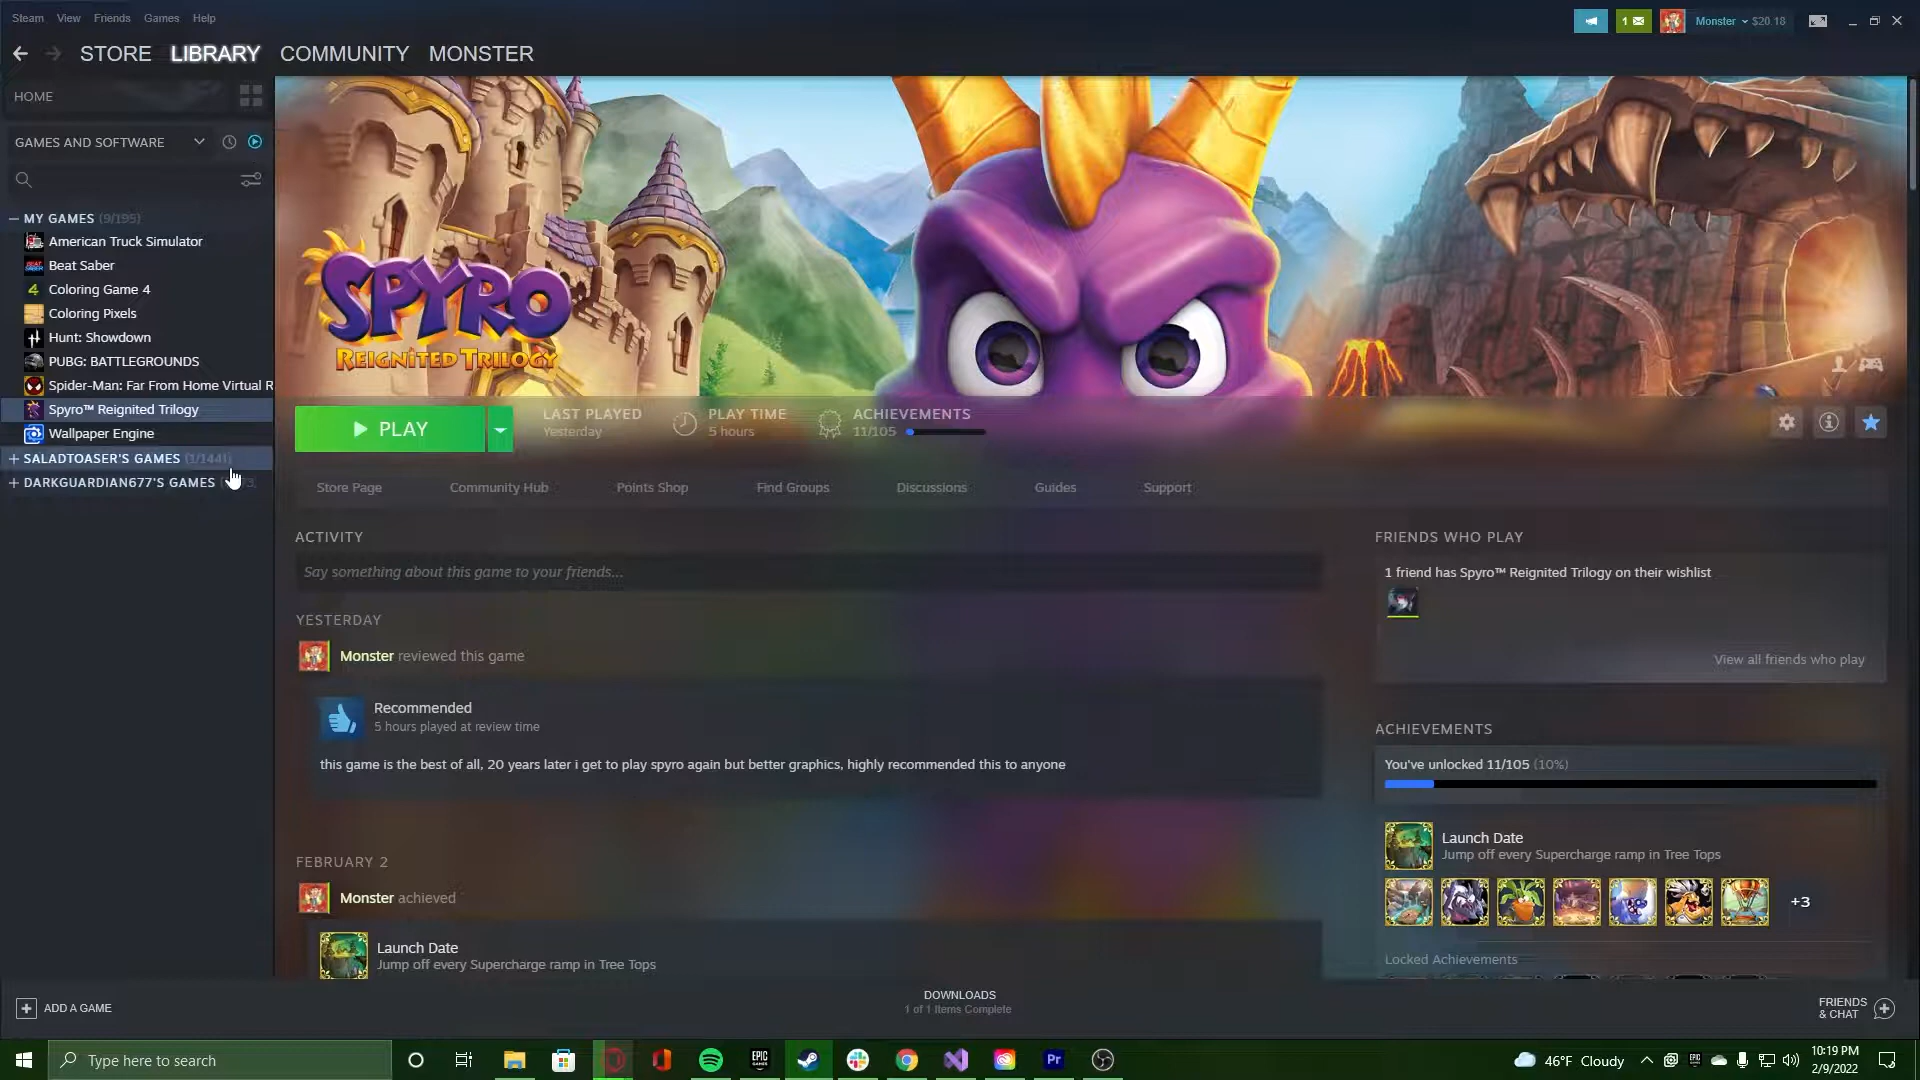 Steam View Friends Games Help
1 Monster $20.18
STORE LIBRARY COMMUNITY MONSTER
HOME
GAMES AND SOFTWARE
MY GAMES (9/195)
American Truck Simulator
Beat Saber
Coloring Game 4
Coloring Pixels
Hunt: Showdown
PUBG: BATTLEGROUNDS
Spider-Man: Far From Home Virtual R
Spyro™ Reignited Trilogy
Wallpaper Engine
SALADTOASER'S GAMES (1/1441)
DARKGUARDIAN677'S GAMES
SPYRO
REIGNITED TRILOGY
PLAY
LAST PLAYED
Yesterday
PLAY TIME
5 hours
ACHIEVEMENTS
11/105
Store Page Community Hub Points Shop Find Groups Discussions Guides Support
ACTIVITY
Say something about this game to your friends...
YESTERDAY
Monster reviewed this game
Recommended
5 hours played at review time
this game is the best of all, 20 years later i get to play spyro again but better graphics, highly recommended this to anyone
FEBRUARY 2
Monster achieved
Launch Date
Jump off every Supercharge ramp in Tree Tops
FRIENDS WHO PLAY
1 friend has Spyro™ Reignited Trilogy on their wishlist
View all friends who play
ACHIEVEMENTS
You've unlocked 11/105 (10%)
Launch Date
Jump off every Supercharge ramp in Tree Tops
+3
Locked Achievements
ADD A GAME
DOWNLOADS
1 of 1 Items Complete
FRIENDS
& CHAT
Type here to search
EPIC
GAMES
Pr
46°F Cloudy
10:19 PM
2/9/2022